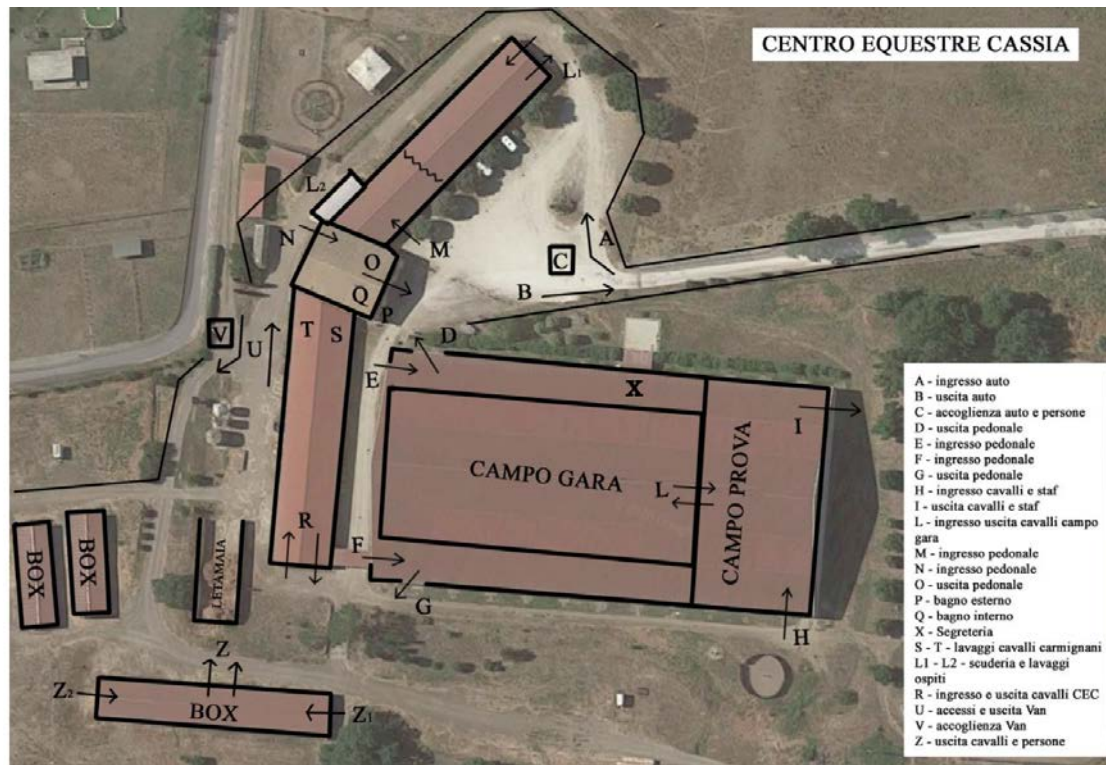 CENTRO EQUESTRE CASSIA
L1
L2
N
M
A
O
C
Q
B
P
T
S
D
V
U
E
X
I
CAMPO GARA
L
CAMPO PROVA
R
F
G
H
BOX
BOX
LETAMAIA
Z
Z2
BOX
Z1
A - ingresso auto
B - uscita auto
C - accoglienza auto e persone
D - uscita pedonale
E - ingresso pedonale
F - ingresso pedonale
G - uscita pedonale
H - ingresso cavalli e staf
I - uscita cavalli e staf
L - ingresso uscita cavalli campo
gara
M - ingresso pedonale
N - ingresso pedonale
O - uscita pedonale
P - bagno esterno
Q - bagno interno
X - Segreteria
S - T - lavaggi cavalli carmignani
L1 - L2 - scuderia e lavaggi
ospiti
R - ingresso e uscita cavalli CEC
U - accessi e uscita Van
V - accoglienza Van
Z - uscita cavalli e persone